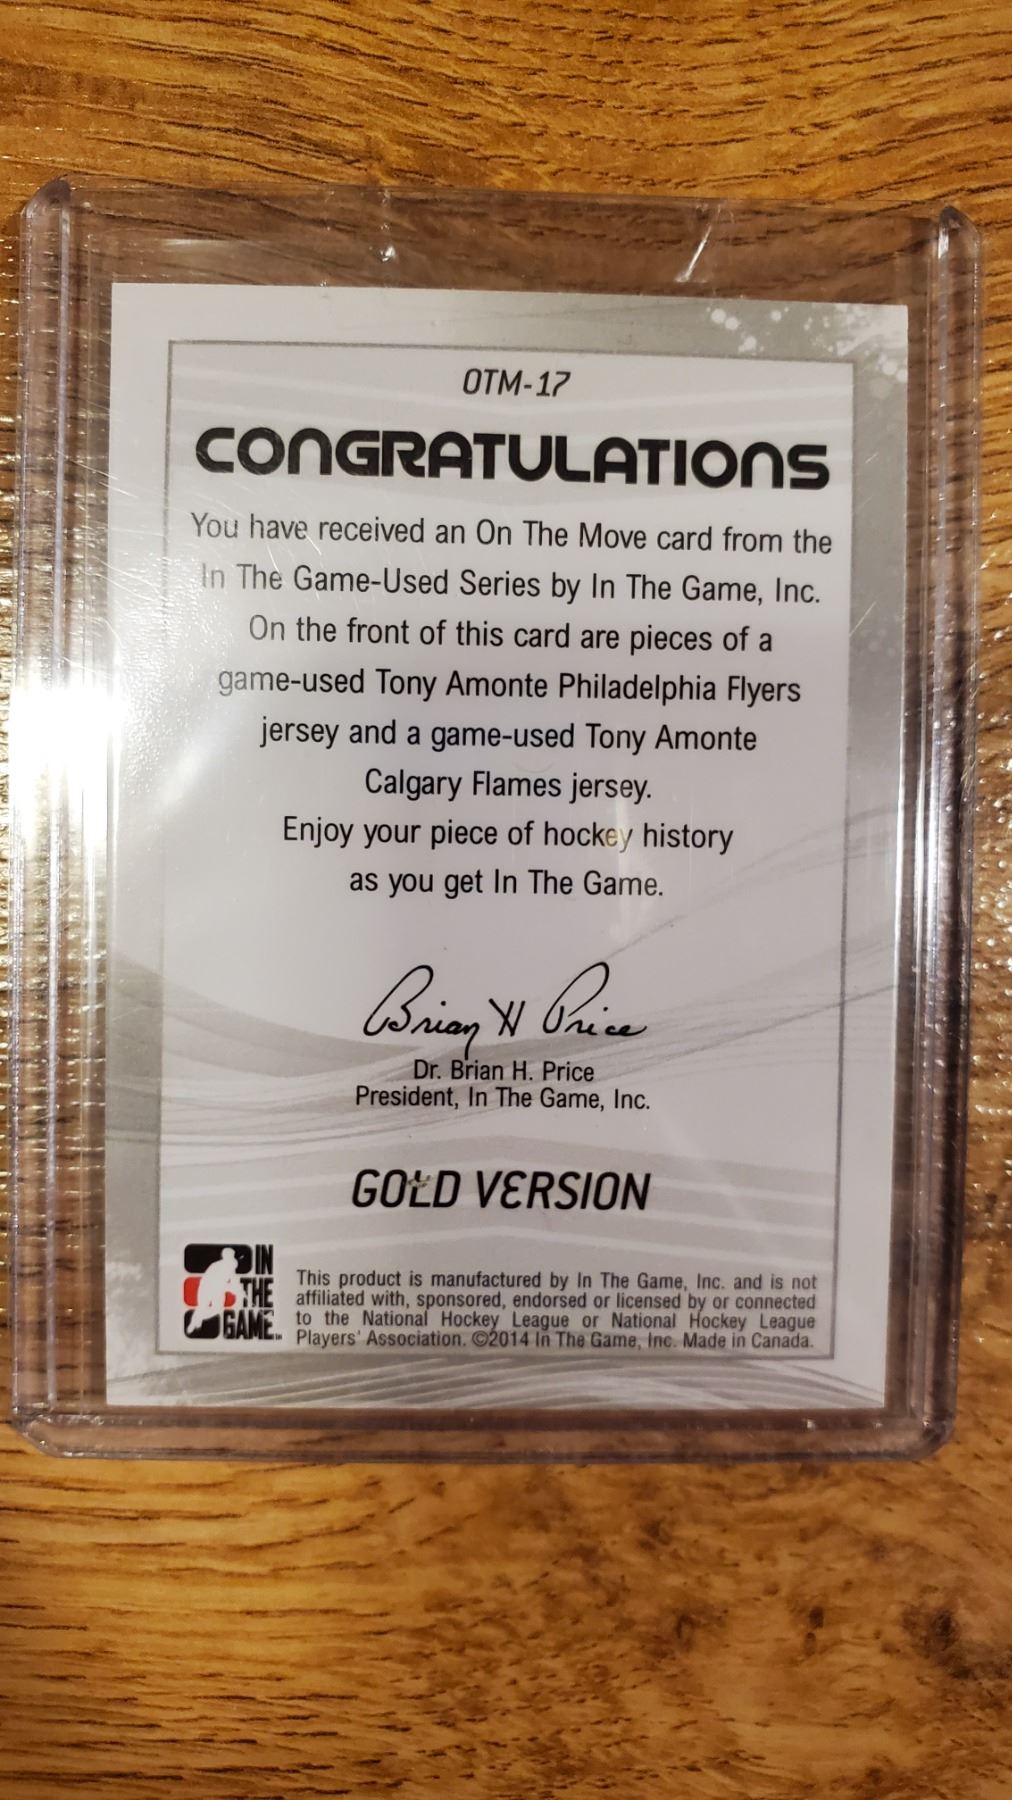 OTM-17
CONGRATULATIONS
You have received an On The Move card from the
In The Game-Used Series by In The Game, Inc.
On the front of this card are pieces of a
game-used Tony Amonte Philadelphia Flyers
jersey and a game-used Tony Amonte
Calgary Flames jersey.
Enjoy your piece of hockey history
as you get In The Game.
Brian H Price
Dr. Brian H. Price
President, In The Game, Inc.
GOLD VERSION
IN
THE
GAME
This product is manufactured by In The Game, Inc. and is not
affiliated with, sponsored, endorsed or licensed by or connected
to the National Hockey League or National Hockey League
Players' Association. ©2014 In The Game, Inc. Made in Canada.